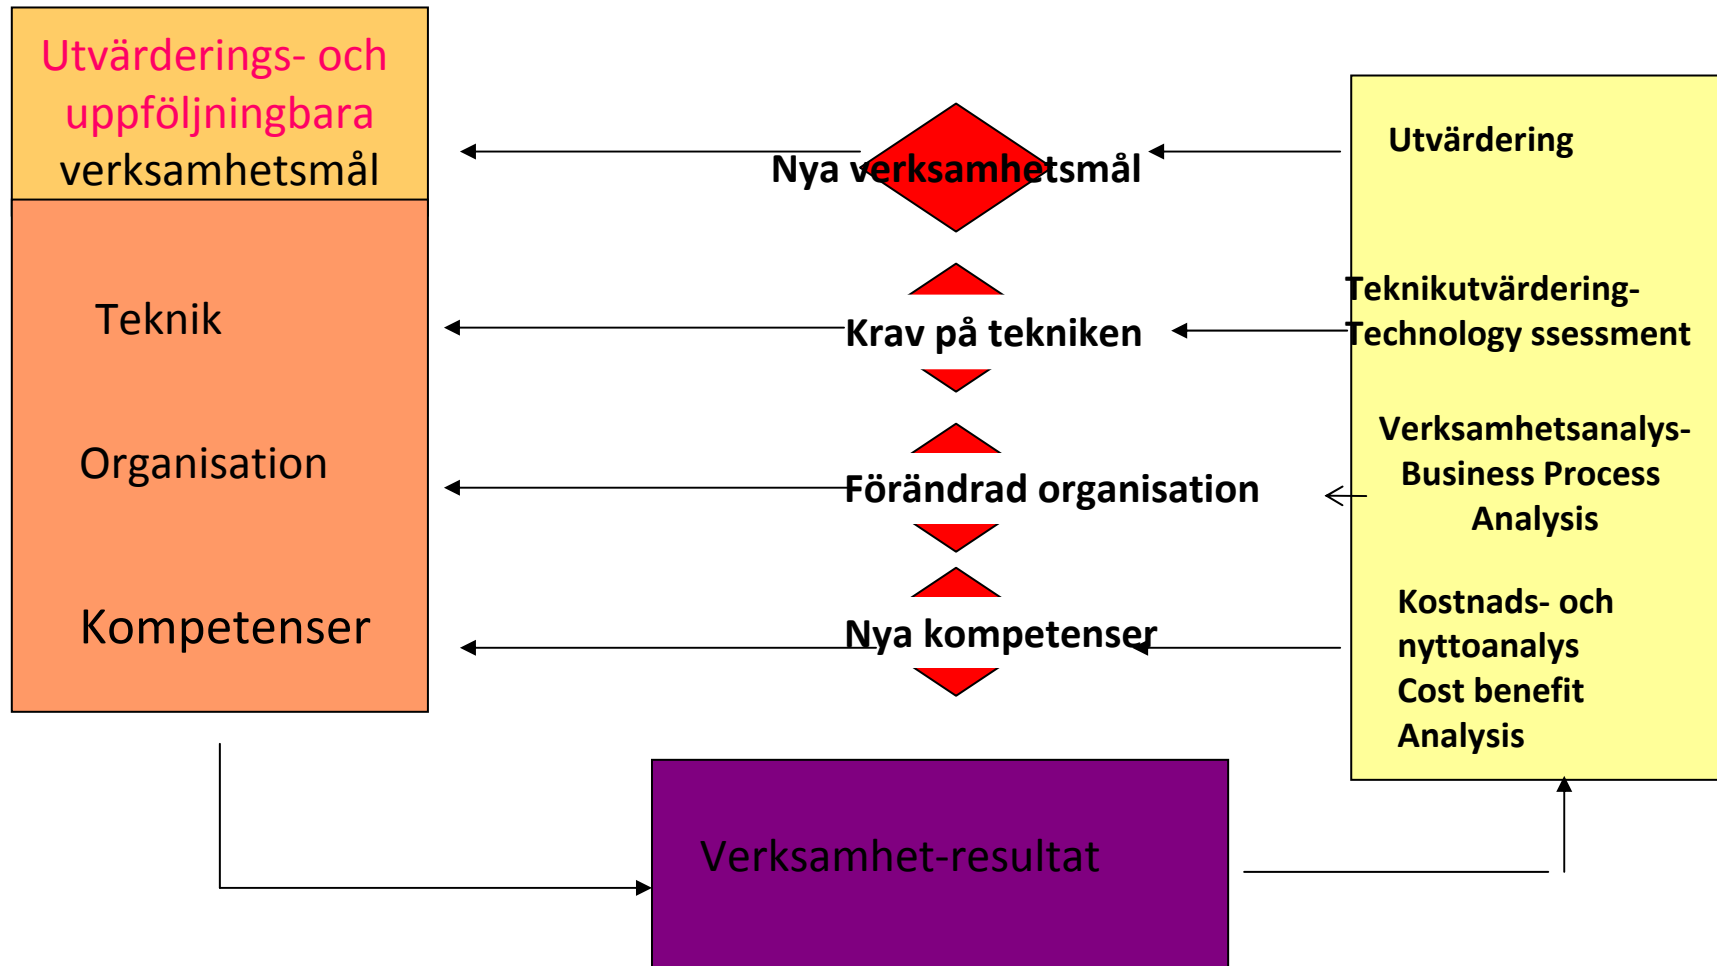 Utvärderings- och
uppföljningbara
verksamhetsmål
Teknik
Organisation
Kompetenser
Nya verksamhetsmål
Krav på tekniken
Förändrad organisation
Nya kompetenser
Utvärdering
Teknikutvärdering-
Technology ssessment
Verksamhetsanalys-
Business Process
Analysis
Kostnads- och
nyttoanalys
Cost benefit
Analysis
Verksamhet-resultat